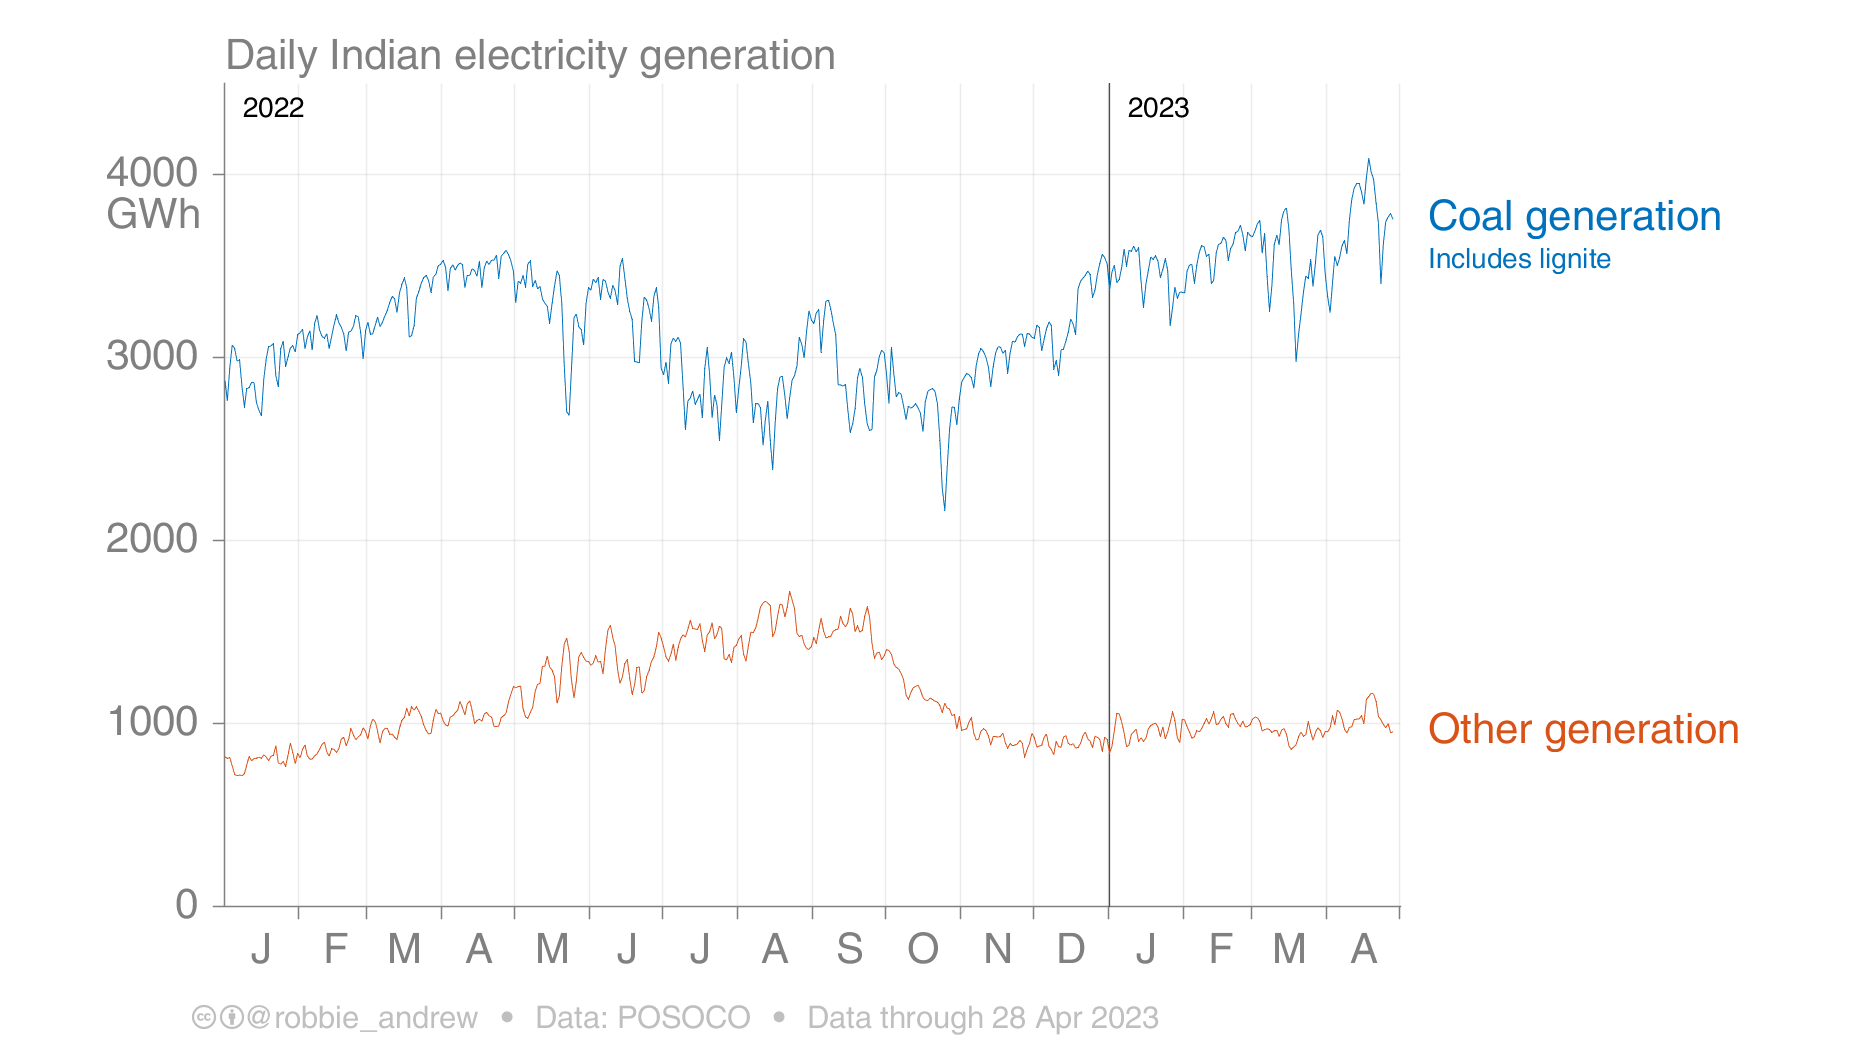 Daily Indian electricity generation
2022
2023
4000
GWh
3000
2000
1000
0
Coal generation
Includes lignite
Other generation
J F M A M J J A S O N D J F M A
cc @robbie_andrew • Data: POSOCO • Data through 28 Apr 2023